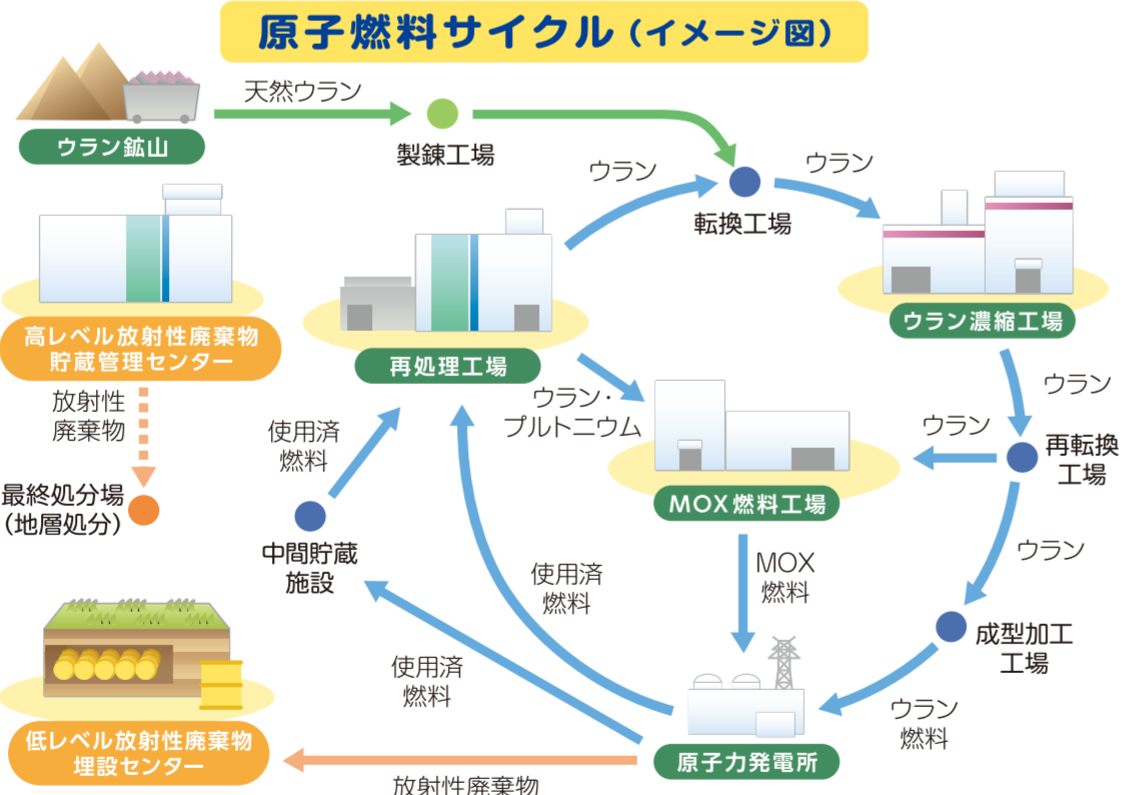 原子燃料サイクル（イメージ図）
天然ウラン
ウラン鉱山
製錬工場
ウラン
ウラン
転換工場
高レベル放射性廃棄物
貯蔵管理センター
再処理工場
ウラン濃縮工場
放射性
廃棄物
使用済
燃料
ウラン・
プルトニウム
ウラン
ウラン
再転換
工場
最終処分場
（地層処分）
MOX燃料工場
中間貯蔵
施設
使用済
燃料
MOX
燃料
ウラン
成型加工
工場
使用済
燃料
ウラン
燃料
低レベル放射性廃棄物
埋設センター
原子力発電所
放射性廃棄物